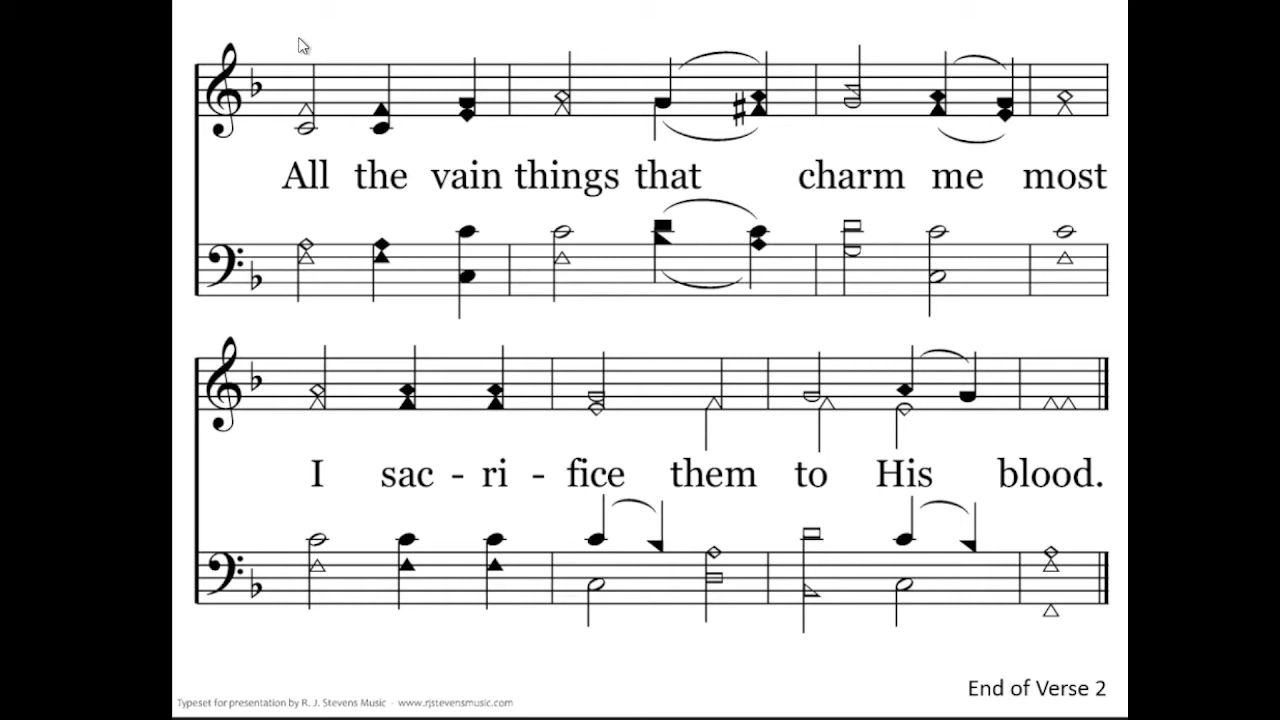 All the vain things that charm me most
I sac - ri - fice them to His blood.
End of Verse 2
Typeset for presentation by R. J. Stevens Music - www.rjstevensmusic.com